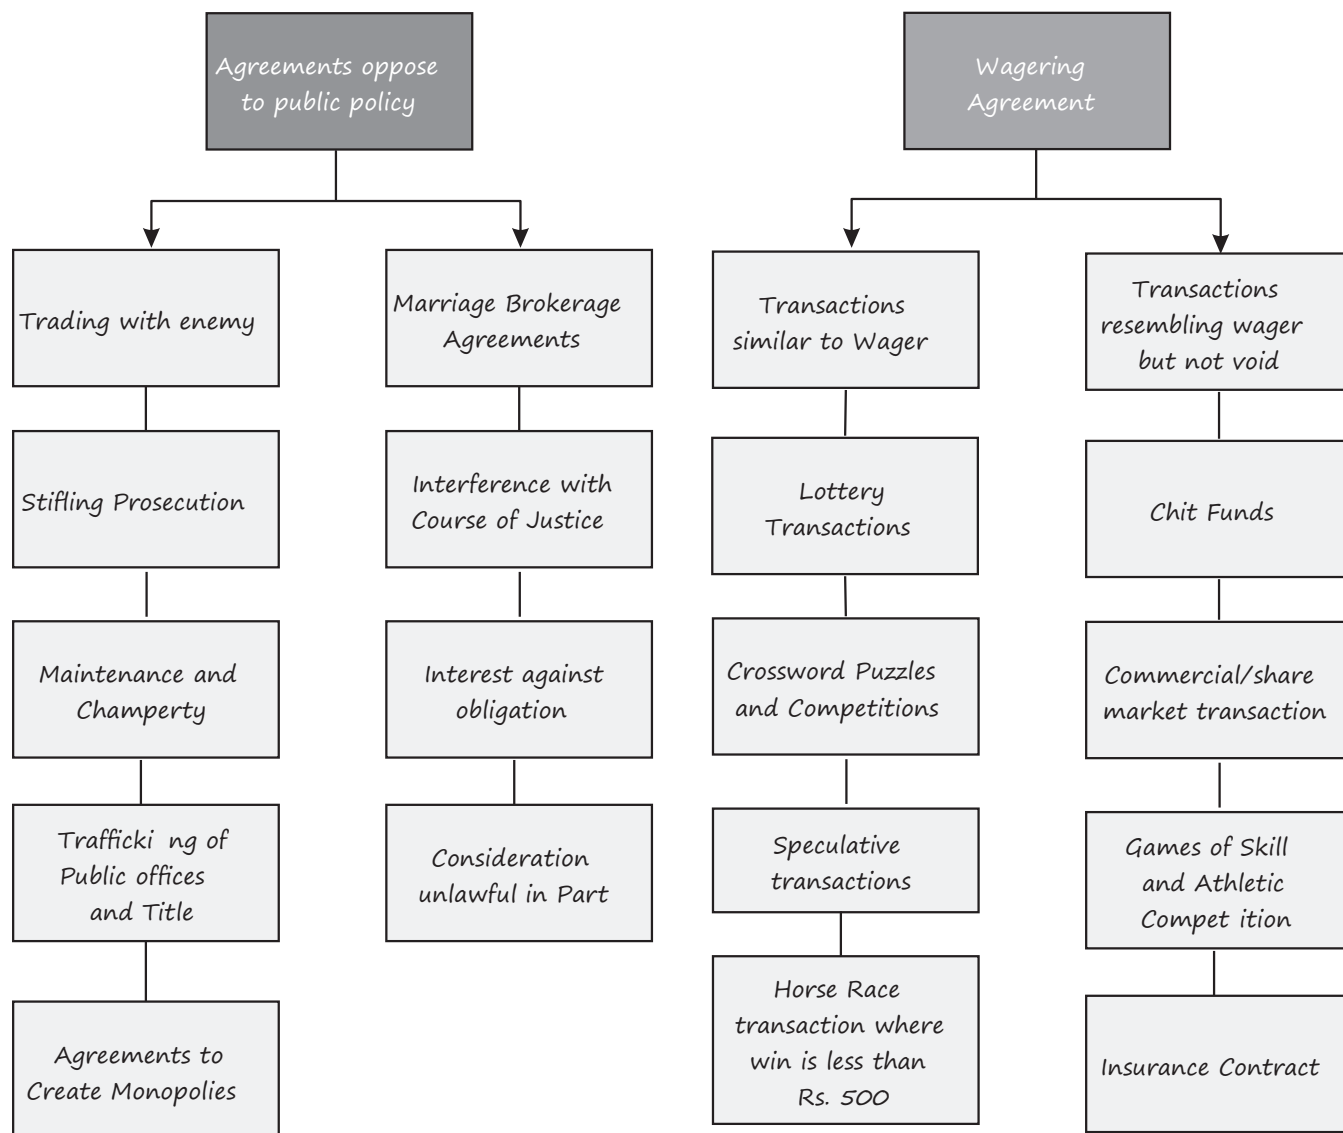 Agreements oppose
to public policy
Trading with enemy
Stifling Prosecution
Maintenance and
Champerty
Trafficki ng of
Public offices
and Title
Agreements to
Create Monopolies
Marriage Brokerage
Agreements
Interference with
Course of Justice
Interest against
obligation
Consideration
unlawful in Part
Wagering
Agreement
Transactions
similar to Wager
Lottery
Transactions
Crossword Puzzles
and Competitions
Speculative
transactions
Horse Race
transaction where
win is less than
Rs. 500
Transactions
resembling wager
but not void
Chit Funds
Commercial/share
market transaction
Games of Skill
and Athletic
Compet ition
Insurance Contract